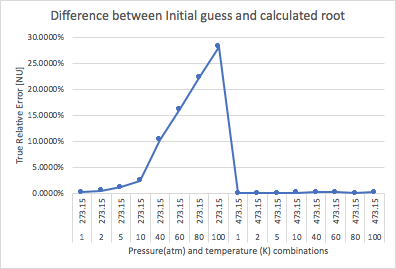 Difference between Initial guess and calculated root
True Relative Error [NU]
30.0000%
25.0000%
20.0000%
15.0000%
10.0000%
5.0000%
0.0000%
273.15 273.15 273.15 273.15 273.15 273.15 273.15 273.15 473.15 473.15 473.15 473.15 473.15 473.15 473.15 473.15
1 2 5 10 40 60 80 100 1 2 5 10 40 60 80 100
Pressure(atm) and temperature (K) combinations